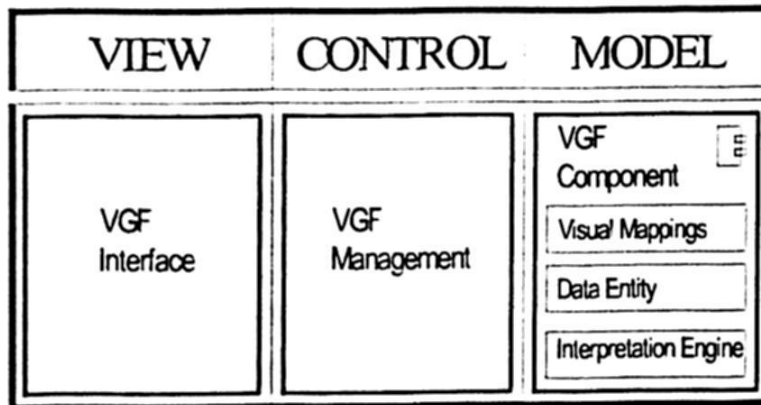 VIEW CONTROL MODEL
VGF
Interface
VGF
Management
VGF
Component
Visual Mappings
Data Entity
Interpretation Engine